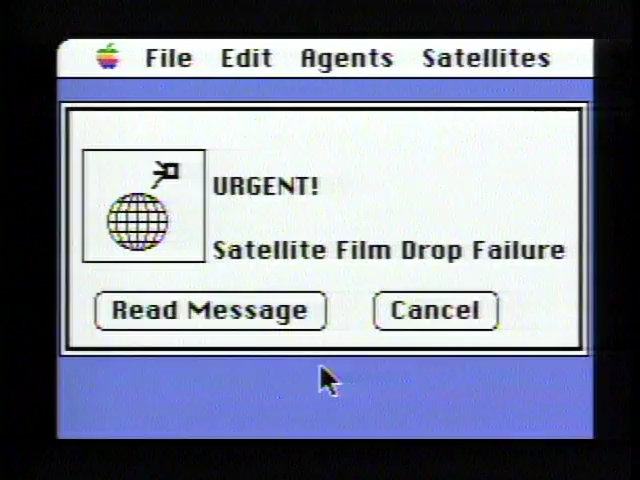 File Edit Agents Satellites
URGENT!
Satellite Film Drop Failure
Read Message Cancel